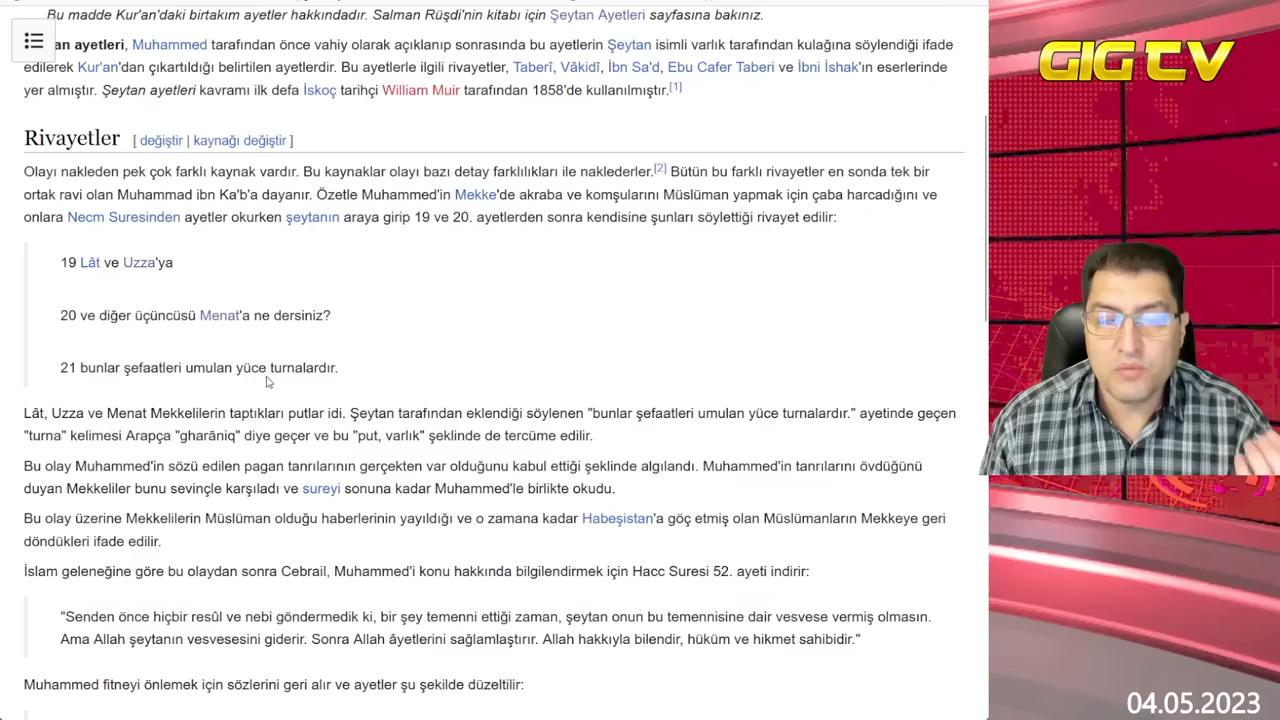 Bu madde Kur'an'daki birtakım ayetler hakkındadır. Salman Rüşdi'nin kitabı için Şeytan Ayetleri sayfasına bakınız.
an ayetleri, Muhammed tarafından önce vahiy olarak açıklanıp sonrasında bu ayetlerin Şeytan isimli varlık tarafından kulağına söylendiği ifade
edilerek Kur'an'dan çıkartıldığı belirtilen ayetlerdir. Bu ayetlerle ilgili rivayetler, Taberî, Vâkıdî, İbn Sa'd, Ebu Cafer Taberi ve İbni İshak'ın eserlerinde
yer almıştır. Şeytan ayetleri kavramı ilk defa İskoç tarihçi William Muir tarafından 1858'de kullanılmıştır.[1]
Rivayetler [ değiştir | kaynağı değiştir ]
Olayı nakleden pek çok farklı kaynak vardır. Bu kaynaklar olayı bazı detay farklılıkları ile naklederler.[2] Bütün bu farklı rivayetler en sonda tek bir
ortak ravi olan Muhammad ibn Ka'b'a dayanır. Özetle Muhammed'in Mekke'de akraba ve komşularını Müslüman yapmak için çaba harcadığını ve
onlara Necm Suresinden ayetler okurken şeytanın araya girip 19 ve 20. ayetlerden sonra kendisine şunları söylettiği rivayet edilir:
19 Lât ve Uzza'ya
20 ve diğer üçüncüsü Menat'a ne dersiniz?
21 bunlar şefaatleri umulan yüce turnalardır.
Lât, Uzza ve Menat Mekkelilerin taptıkları putlar idi. Şeytan tarafından eklendiği söylenen "bunlar şefaatleri umulan yüce turnalardır." ayetinde geçen
"turna" kelimesi Arapça "gharāniq" diye geçer ve bu "put, varlık" şeklinde de tercüme edilir.
Bu olay Muhammed'in sözü edilen pagan tanrılarının gerçekten var olduğunu kabul ettiği şeklinde algılandı. Muhammed'in tanrılarını övdüğünü
duyan Mekkeliler bunu sevinçle karşıladı ve sureyi sonuna kadar Muhammed'le birlikte okudu.
Bu olay üzerine Mekkelilerin Müslüman olduğu haberlerinin yayıldığı ve o zamana kadar Habeşistan'a göç etmiş olan Müslümanların Mekkeye geri
döndükleri ifade edilir.
İslam geleneğine göre bu olaydan sonra Cebrail, Muhammed'i konu hakkında bilgilendirmek için Hacc Suresi 52. ayeti indirir:
"Senden önce hiçbir resûl ve nebi göndermedik ki, bir şey temenni ettiği zaman, şeytan onun bu temennisine dair vesvese vermiş olmasın.
Ama Allah şeytanın vesvesesini giderir. Sonra Allah âyetlerini sağlamlaştırır. Allah hakkıyla bilendir, hüküm ve hikmet sahibidir."
Muhammed fitneyi önlemek için sözlerini geri alır ve ayetler şu şekilde düzeltilir:
GIG TV
04.05.2023